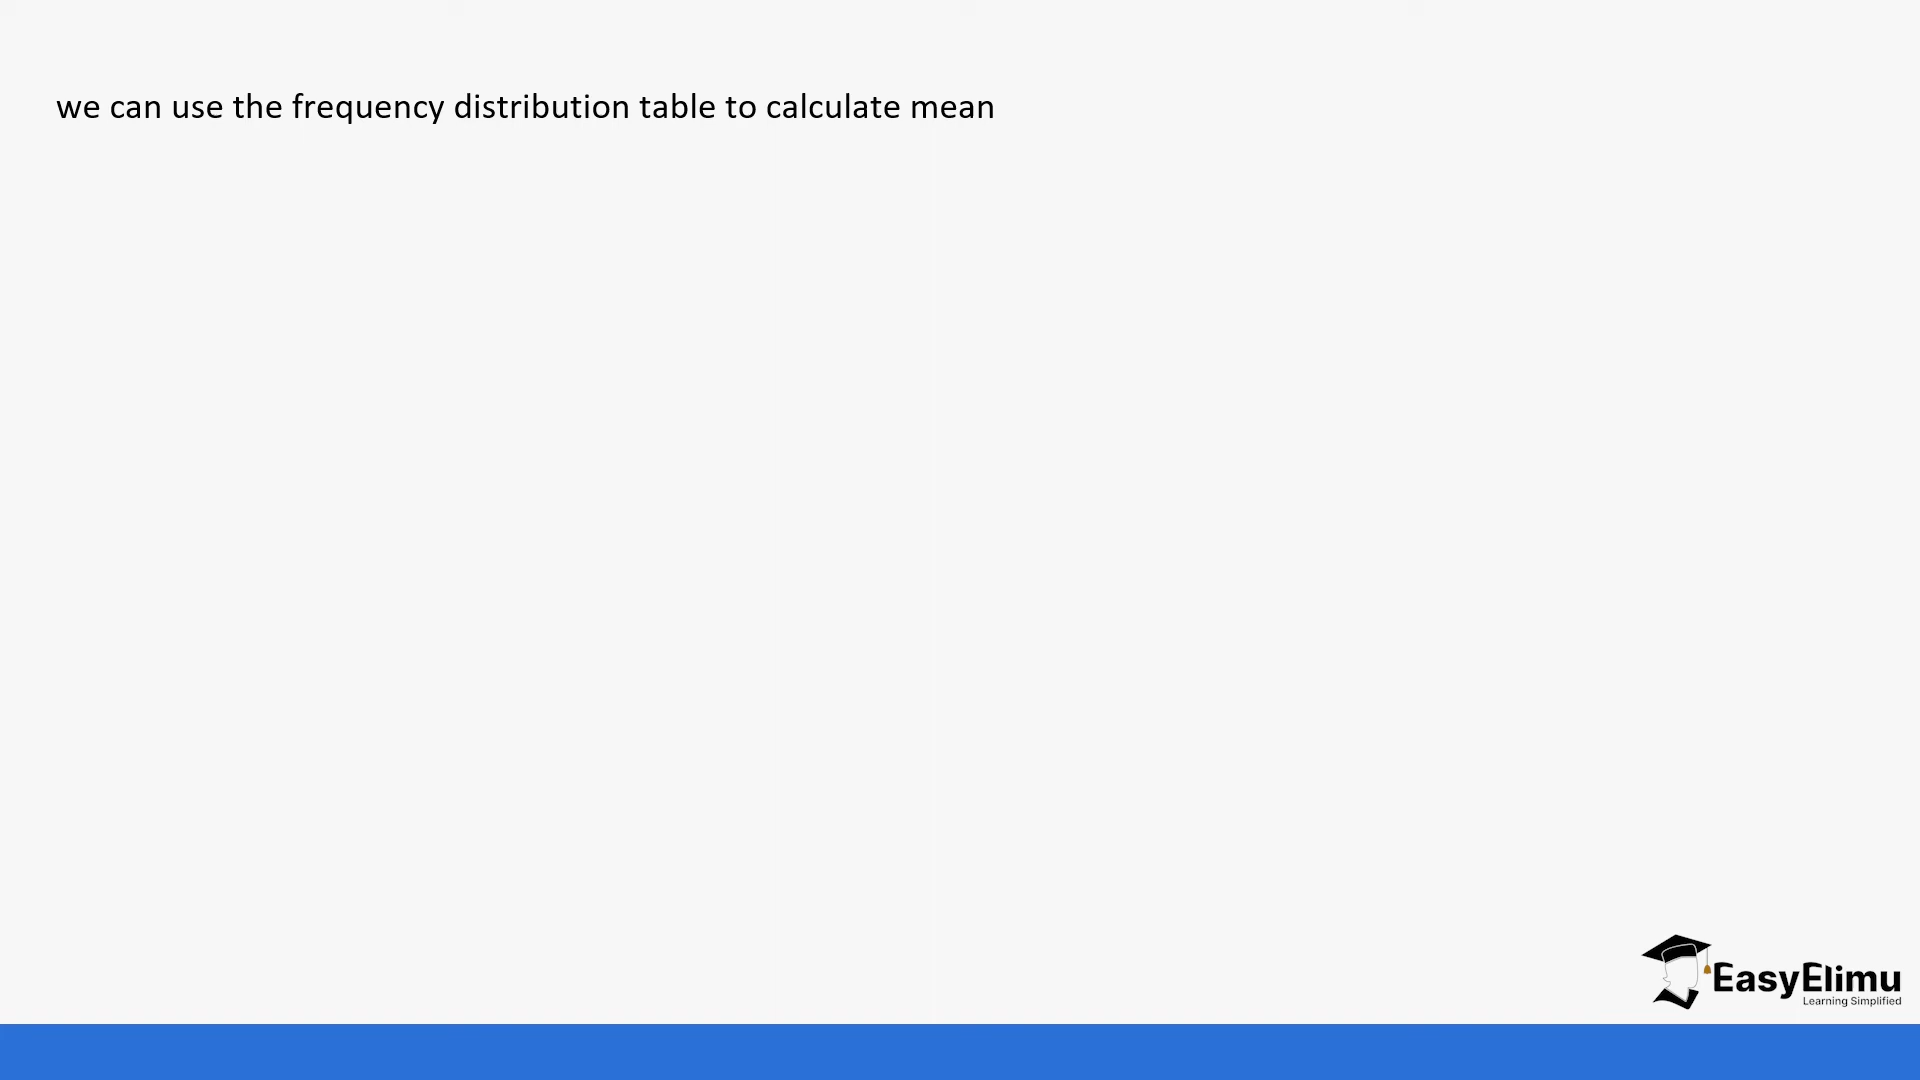 we can use the frequency distribution table to calculate mean
EasyElimu
Learning Simplified